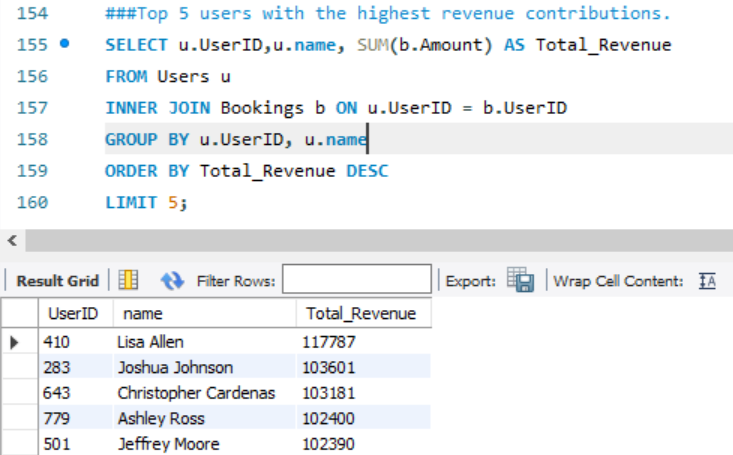 154 ###Top 5 users with the highest revenue contributions.
155 SELECT u.UserID,u.name, SUM(b.Amount) AS Total_Revenue
156 FROM Users u
157 INNER JOIN Bookings b ON u.UserID = b.UserID
158 GROUP BY u.UserID, u.name
159 ORDER BY Total_Revenue DESC
160 LIMIT 5;
Result Grid Filter Rows: Export: Wrap Cell Content: IA
UserID name Total_Revenue
410 Lisa Allen 117787
283 Joshua Johnson 103601
643 Christopher Cardenas 103181
779 Ashley Ross 102400
501 Jeffrey Moore 102390